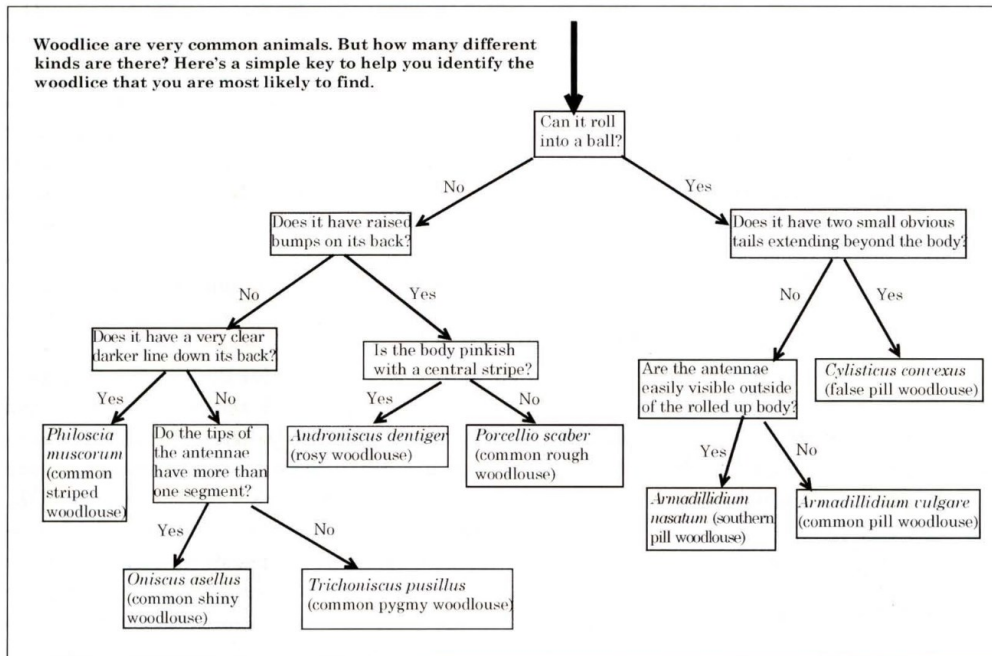 Woodlice are very common animals. But how many different
kinds are there? Here's a simple key to help you identify the
woodlice that you are most likely to find.
Can it roll
into a ball?
No
Yes
Does it have raised
bumps on its back?
Does it have two small obvious
tails extending beyond the body?
No
Yes
No
Yes
Does it have a very clear
darker line down its back?
Is the body pinkish
with a central stripe?
Are the antennae
easily visible outside
of the rolled up body?
Cylisticus convexus
(false pill woodlouse)
Yes
No
Yes
No
Philoscia
muscorum
(common
striped
woodlouse)
Do the tips of
the antennae
have more than
one segment?
Androniscus dentiger
(rosy woodlouse)
Porcellio scaber
(common rough
woodlouse)
Yes
No
Armadillidium
nasatum (southern
pill woodlouse)
Armadillidium vulgare
(common pill woodlouse)
Yes
No
Oniscus asellus
(common shiny
woodlouse)
Trichoniscus pusillus
(common pygmy woodlouse)